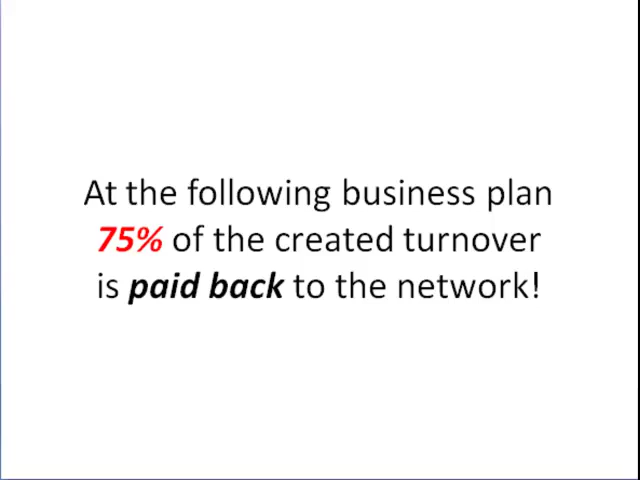 At the following business plan
75% of the created turnover
is paid back to the network!